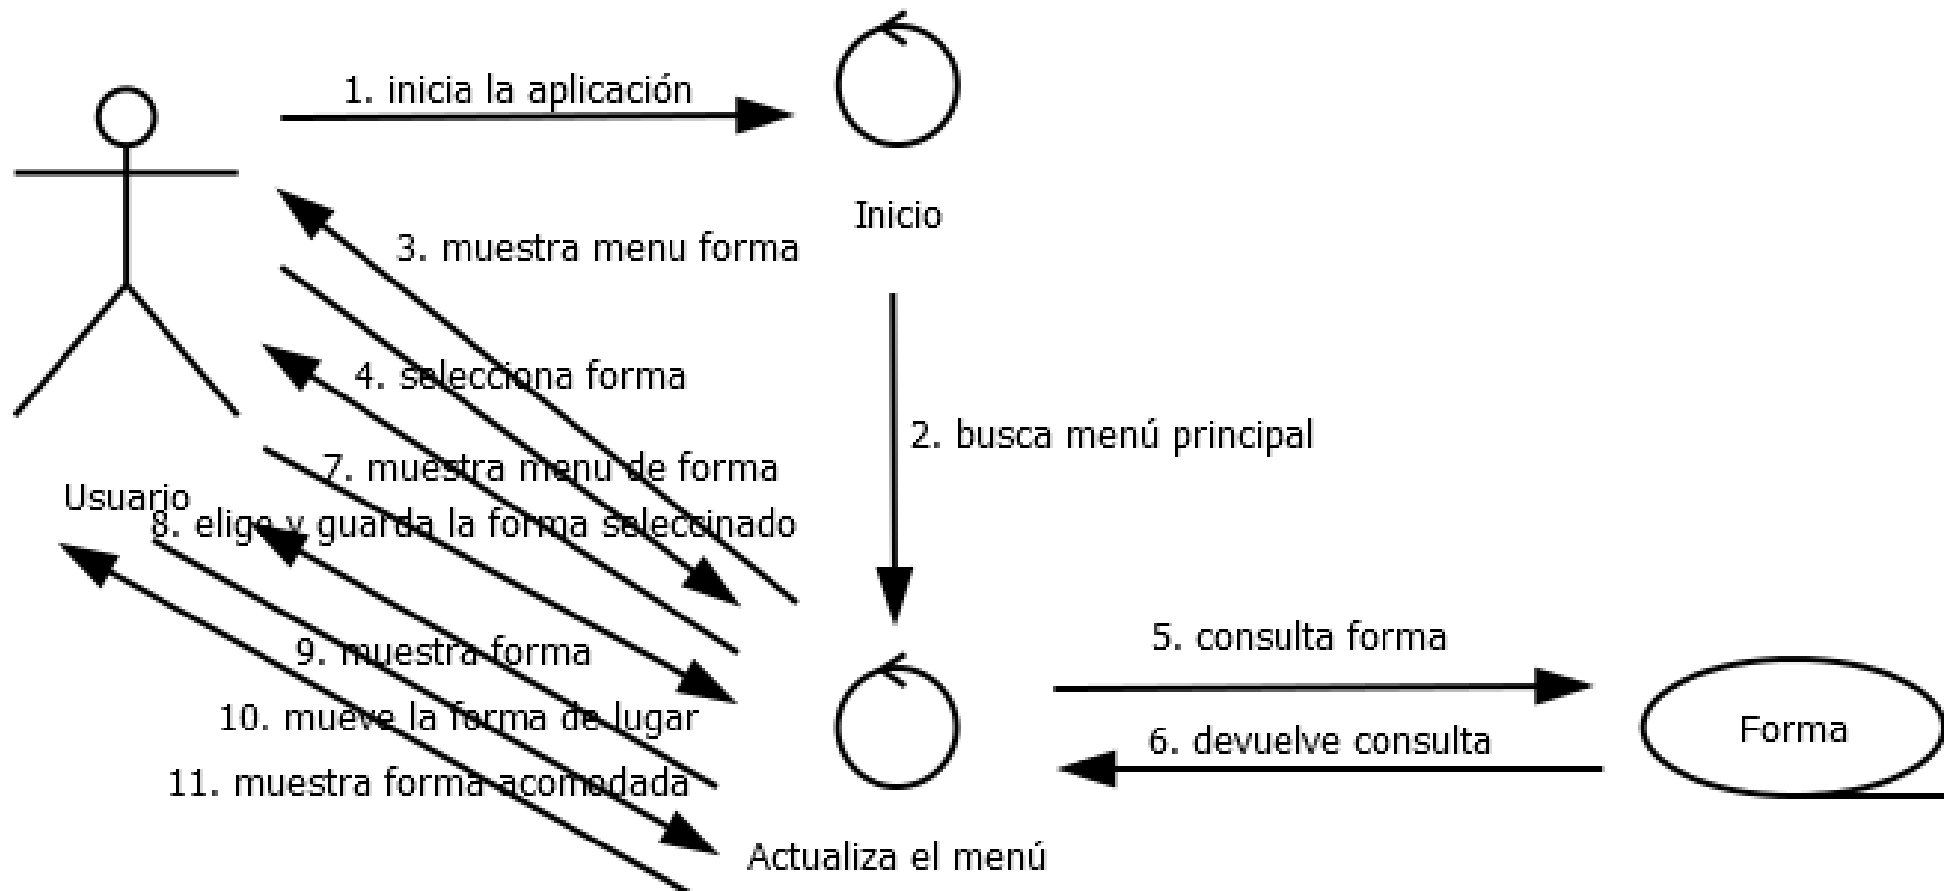 1. inicia la aplicación
Inicio
3. muestra menu forma
4. selecciona forma
2. busca menú principal
7. muestra menu de forma
Usuario
8. elige y guarda la forma seleccinado
5. consulta forma
9. muestra forma
10. mueve la forma de lugar
Forma
6. devuelve consulta
11. muestra forma acomodada
Actualiza el menú